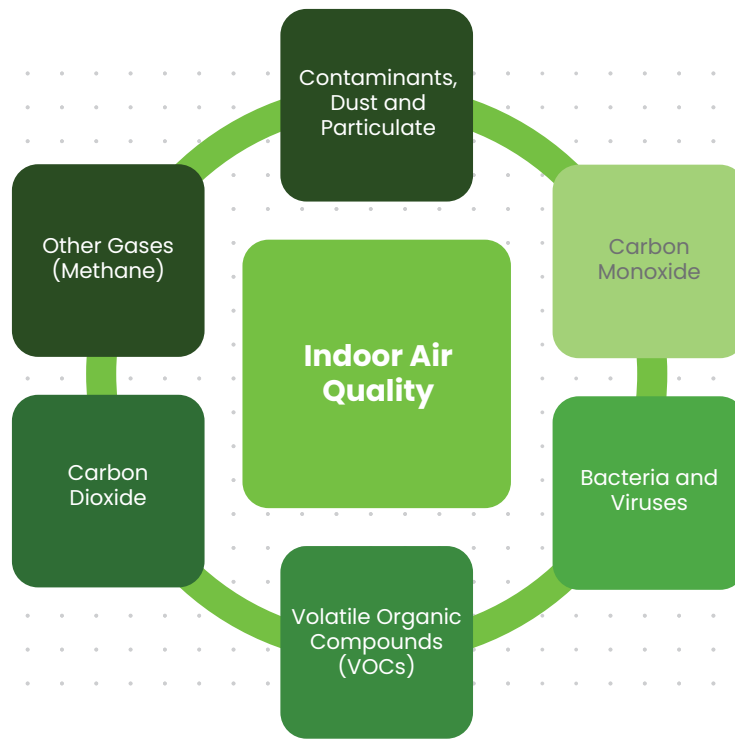 Contaminants,
Dust and
Particulate
Other Gases
(Methane)
Carbon
Monoxide
Indoor Air
Quality
Carbon
Dioxide
Bacteria and
Viruses
Volatile Organic
Compounds
(VOCs)